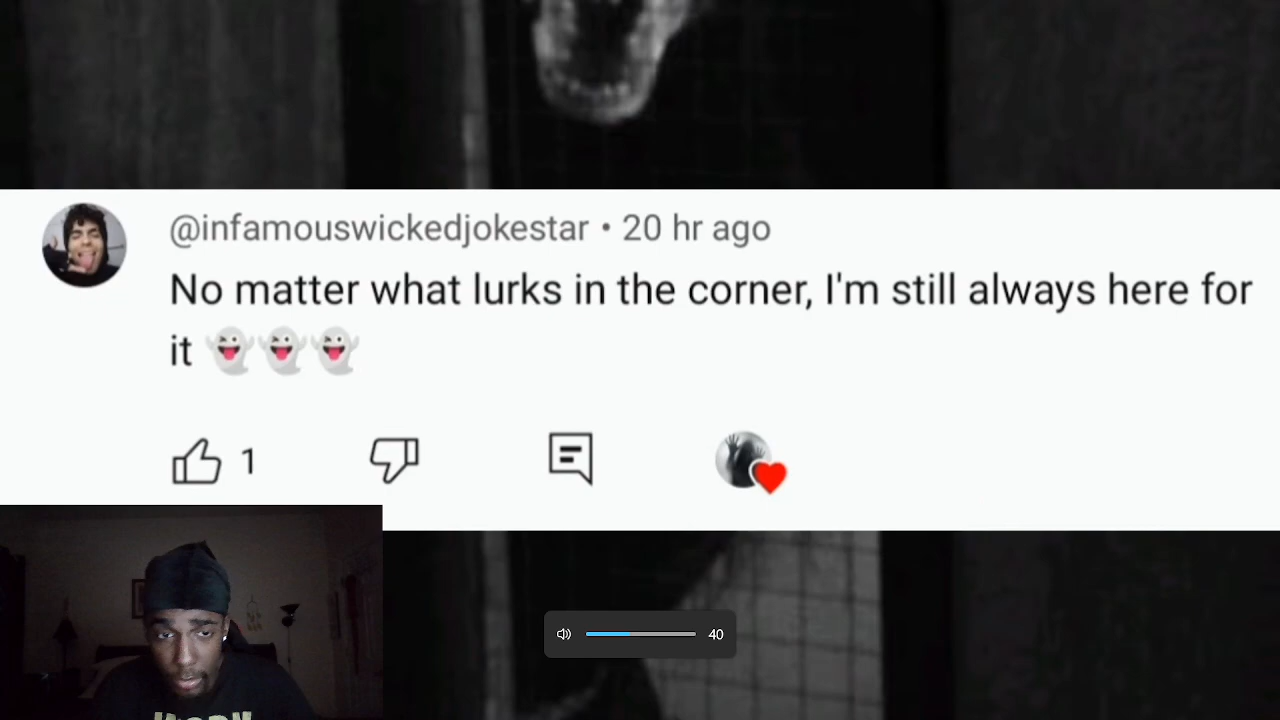 @infamouswickedjokestar • 20 hr ago
No matter what lurks in the corner, I'm still always here for
it 👻👻👻
1
40